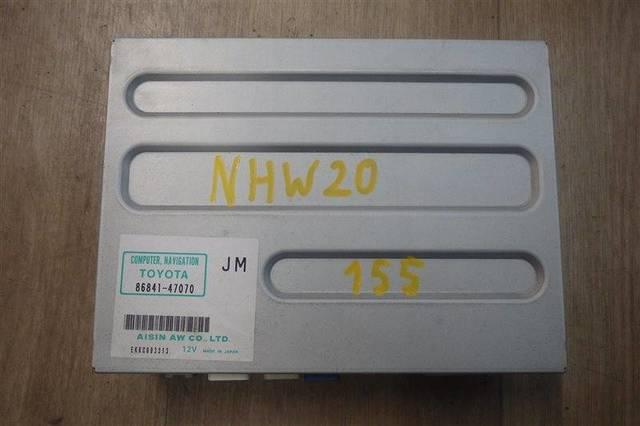 NHW20
155
COMPUTER, NAVIGATION
TOYOTA
86841-47070
JM
AISIN AW CO., LTD.
12V MADE IN JAPAN